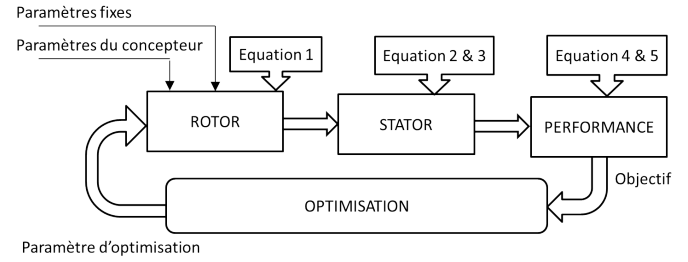 Paramètres fixes
Paramètres du concepteur
Equation 1
Equation 2 & 3
Equation 4 & 5
ROTOR
STATOR
PERFORMANCE
Objectif
OPTIMISATION
Paramètre d'optimisation